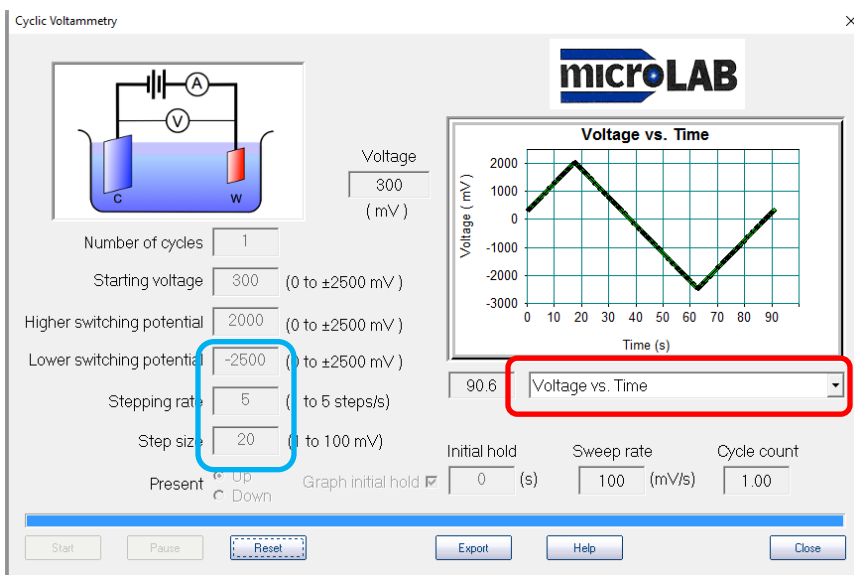 Cyclic Voltammetry
microLAB
A
V
C W
Voltage
300
(mV)
Number of cycles 1
Starting voltage 300 (0 to ±2500 mV)
Higher switching potential 2000 (0 to ±2500 mV)
Lower switching potential -2500 (0 to ±2500 mV)
Stepping rate 5 to 5 steps/s)
Step size 20 to 100 mV)
Present Up
Down
Graph initial hold
Voltage vs. Time
Voltage (mV)
2000
1000
0
-1000
-2000
-3000
0 10 20 30 40 50 60 70 80 90
Time (s)
90.6 Voltage vs. Time
Initial hold Sweep rate Cycle count
0 (s) 100 (mV/s) 1.00
Start Pause Reset Export Help Close